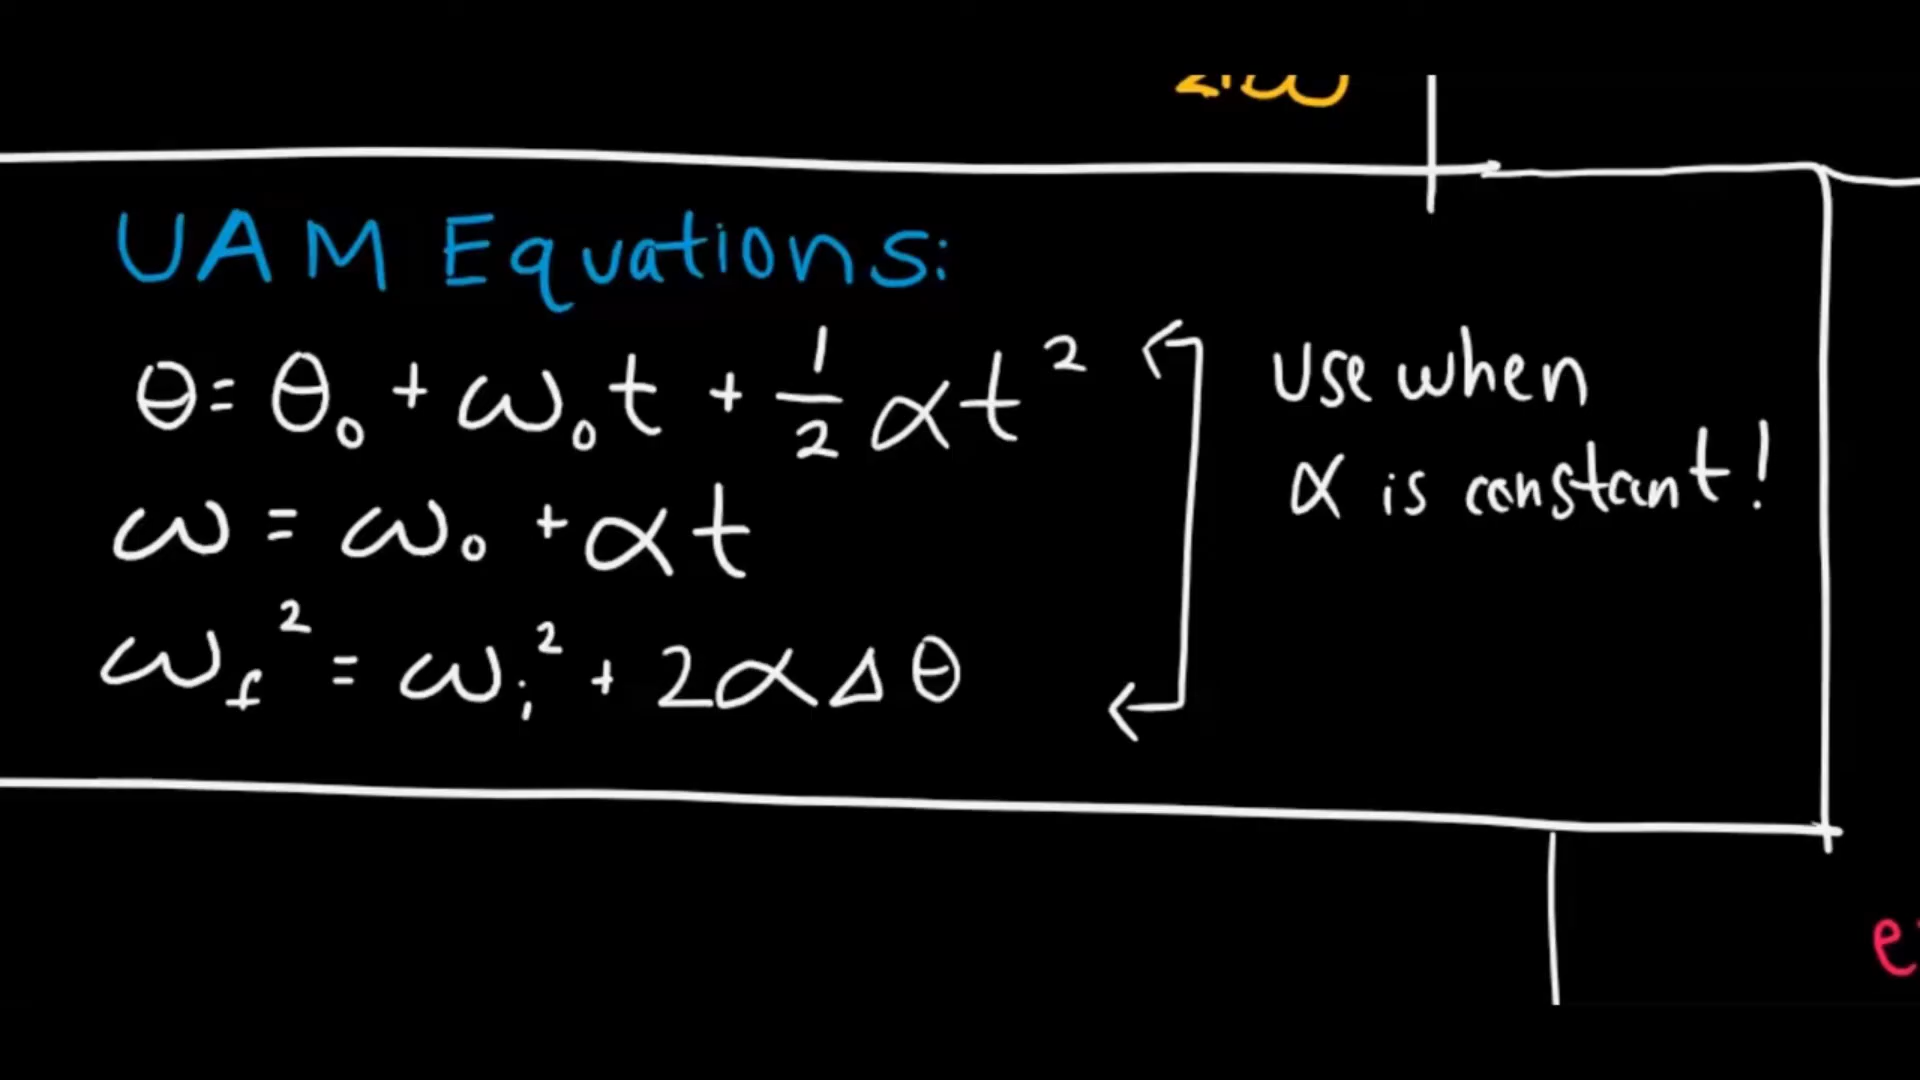 UAM Equations:
θ = θ₀ + ω₀t + ½αt²
use when
α is constant!
ω = ω₀ + αt
ω_f² = ω_i² + 2αΔθ